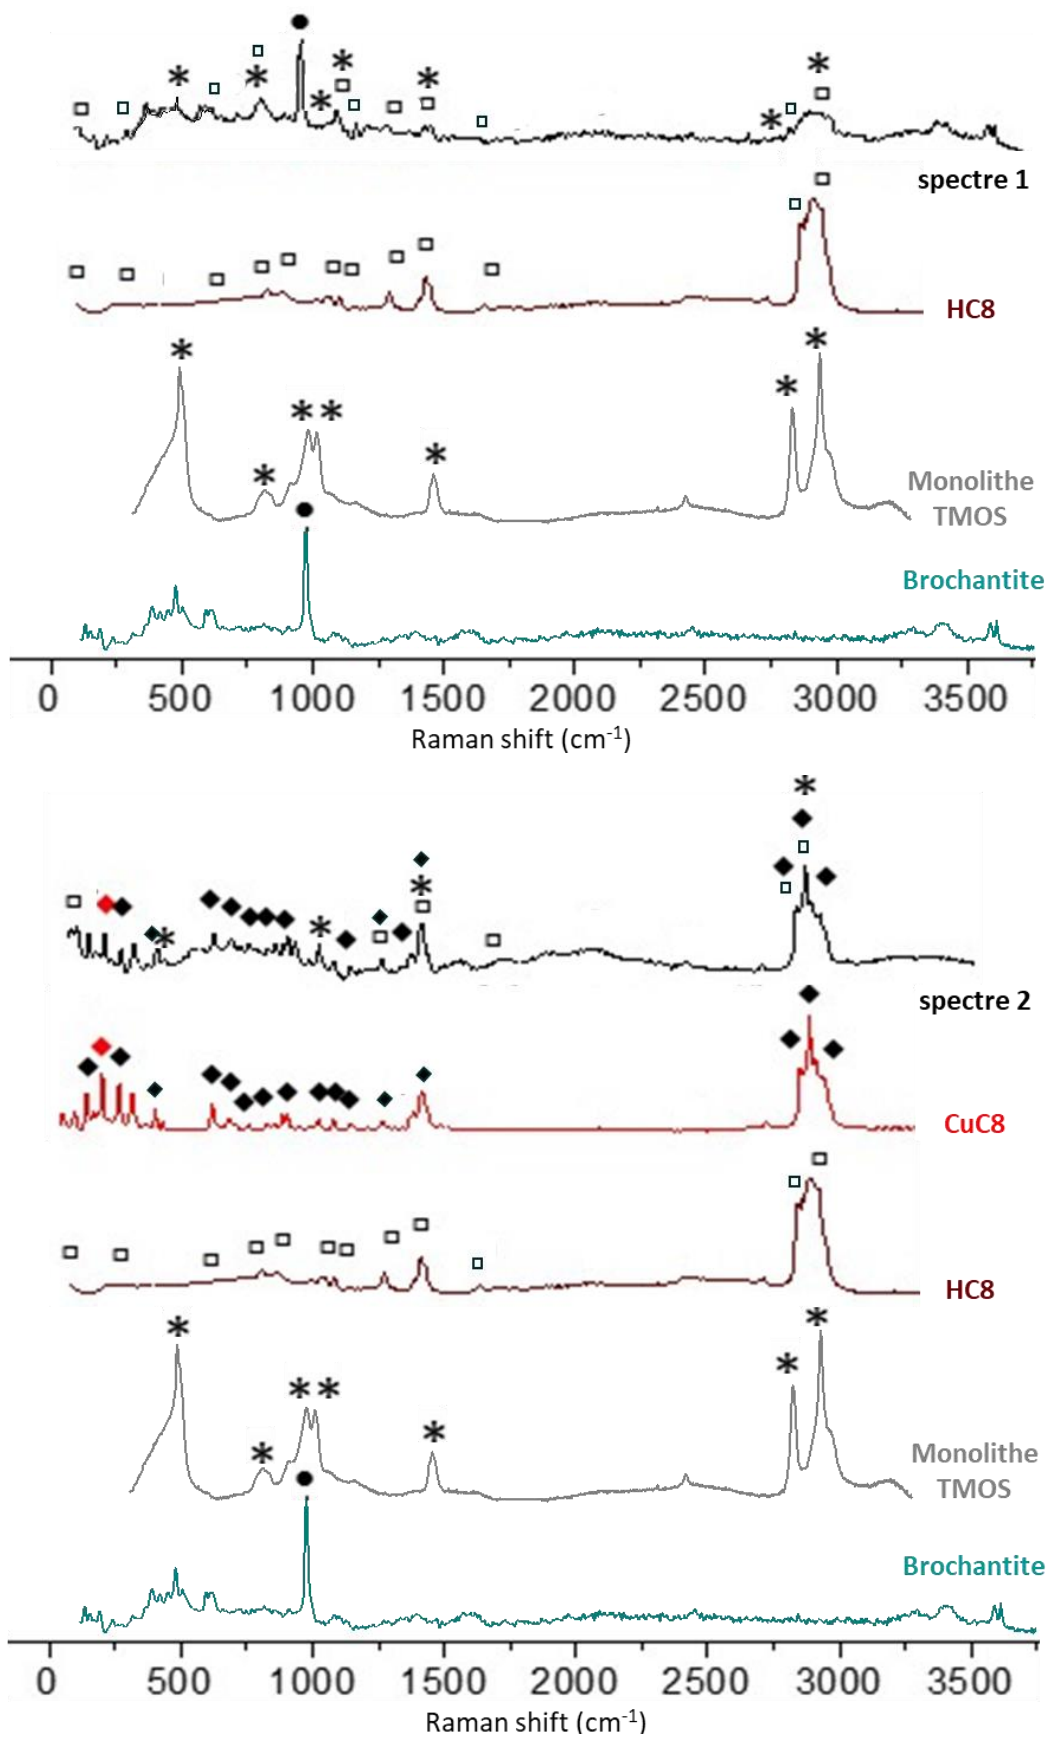 spectre 1
HC8
Monolithe
TMOS
Brochantite
0 500 1000 1500 2000 2500 3000 3500
Raman shift (cm-1)
spectre 2
CuC8
HC8
Monolithe
TMOS
Brochantite
0 500 1000 1500 2000 2500 3000 3500
Raman shift (cm-1)